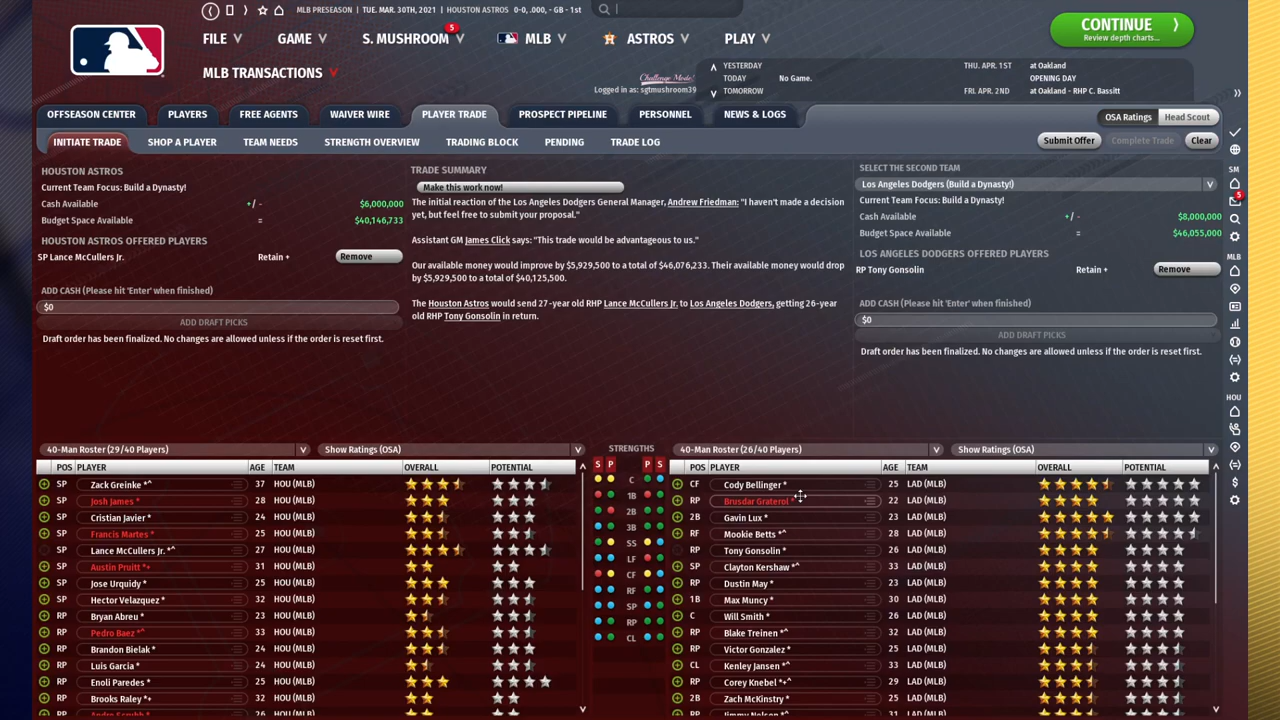 MLB PRESEASON | TUE. MAR. 30TH, 2021 | HOUSTON ASTROS 0-0, .000, - GB - 1st
FILE GAME S. MUSHROOM 5 MLB ASTROS PLAY
CONTINUE
Review depth charts...
MLB TRANSACTIONS
Challenge Mode!
Logged in as: sgtmushroom39
YESTERDAY
TODAY No Game.
TOMORROW
THU. APR. 1ST at Oakland
OPENING DAY
FRI. APR. 2ND at Oakland - RHP C. Bassitt
OFFSEASON CENTER PLAYERS FREE AGENTS WAIVER WIRE PLAYER TRADE PROSPECT PIPELINE PERSONNEL NEWS & LOGS
OSA Ratings Head Scout
INITIATE TRADE SHOP A PLAYER TEAM NEEDS STRENGTH OVERVIEW TRADING BLOCK PENDING TRADE LOG
Submit Offer Complete Trade Clear
HOUSTON ASTROS
Current Team Focus: Build a Dynasty!
Cash Available +/- $6,000,000
Budget Space Available = $40,146,733
HOUSTON ASTROS OFFERED PLAYERS
SP Lance McCullers Jr. Retain + Remove
ADD CASH (Please hit 'Enter' when finished)
$0
ADD DRAFT PICKS
Draft order has been finalized. No changes are allowed unless if the order is reset first.
TRADE SUMMARY
Make this work now!
The initial reaction of the Los Angeles Dodgers General Manager, Andrew Friedman: "I haven't made a decision
yet, but feel free to submit your proposal."
Assistant GM James Click says: "This trade would be advantageous to us."
Our available money would improve by $5,929,500 to a total of $46,076,233. Their available money would drop
by $5,929,500 to a total of $40,125,500.
The Houston Astros would send 27-year old RHP Lance McCullers Jr. to Los Angeles Dodgers, getting 26-year
old RHP Tony Gonsolin in return.
SELECT THE SECOND TEAM
Los Angeles Dodgers (Build a Dynasty!)
Current Team Focus: Build a Dynasty!
Cash Available +/- $8,000,000
Budget Space Available = $46,055,000
LOS ANGELES DODGERS OFFERED PLAYERS
RP Tony Gonsolin Retain + Remove
ADD CASH (Please hit 'Enter' when finished)
$0
ADD DRAFT PICKS
Draft order has been finalized. No changes are allowed unless if the order is reset first.
40-Man Roster (29/40 Players) Show Ratings (OSA)
POS PLAYER AGE TEAM OVERALL POTENTIAL
SP Zack Greinke *^ 37 HOU (MLB)
SP Josh James * 28 HOU (MLB)
SP Cristian Javier * 24 HOU (MLB)
SP Francis Martes * 25 HOU (MLB)
SP Lance McCullers Jr. *^ 27 HOU (MLB)
SP Austin Pruitt *+ 31 HOU (MLB)
SP Jose Urquidy * 25 HOU (MLB)
SP Hector Velazquez * 32 HOU (MLB)
RP Bryan Abreu * 23 HOU (MLB)
RP Pedro Baez *^ 33 HOU (MLB)
RP Brandon Bielak * 24 HOU (MLB)
RP Luis Garcia * 24 HOU (MLB)
RP Enoli Paredes * 25 HOU (MLB)
RP Brooks Raley *+ 32 HOU (MLB)
RP Andre Scrubb * 26 HOU (MLB)
STRENGTHS
S P P S
C
1B
2B
3B
SS
LF
CF
RF
SP
RP
CL
40-Man Roster (26/40 Players) Show Ratings (OSA)
POS PLAYER AGE TEAM OVERALL POTENTIAL
CF Cody Bellinger * 25 LAD (MLB)
RP Brusdar Graterol * 22 LAD (MLB)
2B Gavin Lux * 23 LAD (MLB)
RF Mookie Betts *^ 28 LAD (MLB)
RP Tony Gonsolin * 26 LAD (MLB)
SP Clayton Kershaw *^ 33 LAD (MLB)
RP Dustin May * 23 LAD (MLB)
1B Max Muncy * 30 LAD (MLB)
C Will Smith * 26 LAD (MLB)
RP Blake Treinen *^ 32 LAD (MLB)
RP Victor Gonzalez * 25 LAD (MLB)
CL Kenley Jansen *^ 33 LAD (MLB)
RP Corey Knebel *+^ 29 LAD (MLB)
2B Zach McKinstry * 25 LAD (MLB)
RP Jimmy Nelson *^ 31 LAD (MLB)
SM
5
MLB
HOU